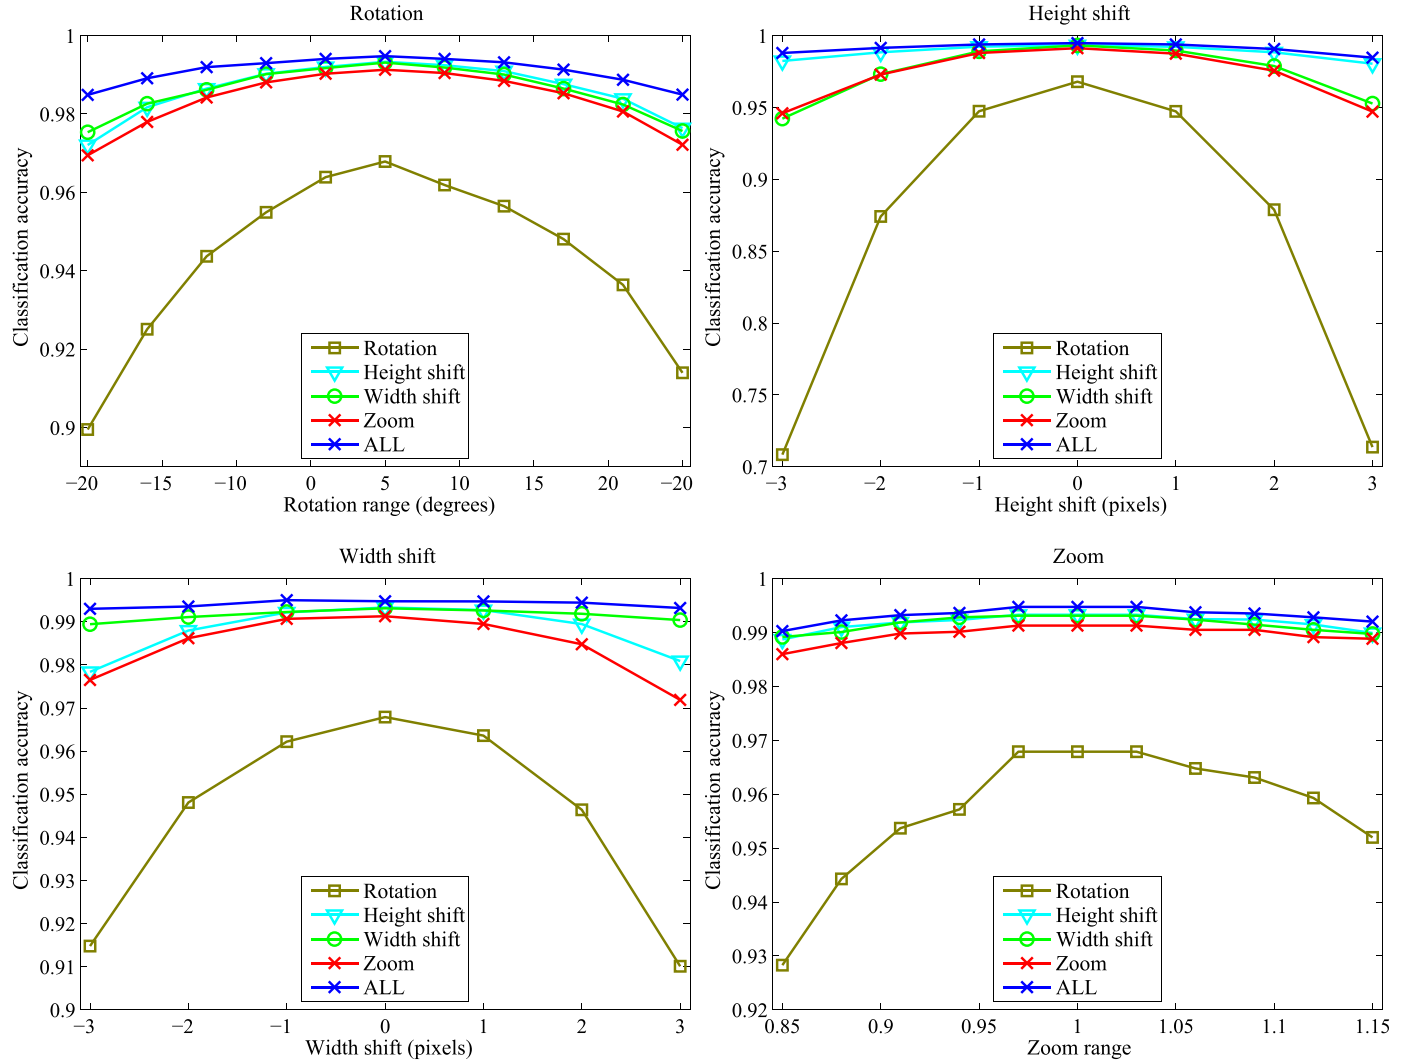 Rotation
1
0.98
0.96
0.94
0.92
0.9
Classification accuracy
Rotation
Height shift
Width shift
Zoom
ALL
−20 −15 −10 −5 0 5 10 15 20 −20
Rotation range (degrees)
Height shift
1
0.95
0.9
0.85
0.8
0.75
0.7
Classification accuracy
Rotation
Height shift
Width shift
Zoom
ALL
−3 −2 −1 0 1 2 3
Height shift (pixels)
Width shift
1
0.99
0.98
0.97
0.96
0.95
0.94
0.93
0.92
0.91
0.9
Classification accuracy
Rotation
Height shift
Width shift
Zoom
ALL
−3 −2 −1 0 1 2 3
Width shift (pixels)
Zoom
1
0.99
0.98
0.97
0.96
0.95
0.94
0.93
0.92
Classification accuracy
Rotation
Height shift
Width shift
Zoom
ALL
0.85 0.9 0.95 1 1.05 1.1 1.15
Zoom range